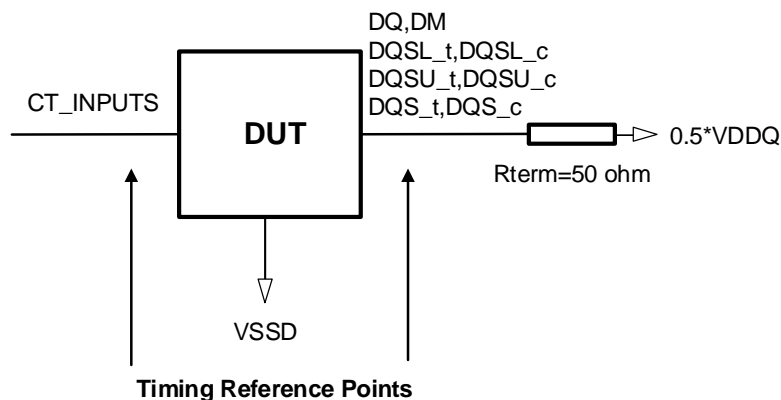 DQ,DM
DQSL_t,DQSL_c
DQSU_t,DQSU_c
DQS_t,DQS_c
CT_INPUTS
DUT
0.5*VDDQ
Rterm=50 ohm
VSSD
Timing Reference Points